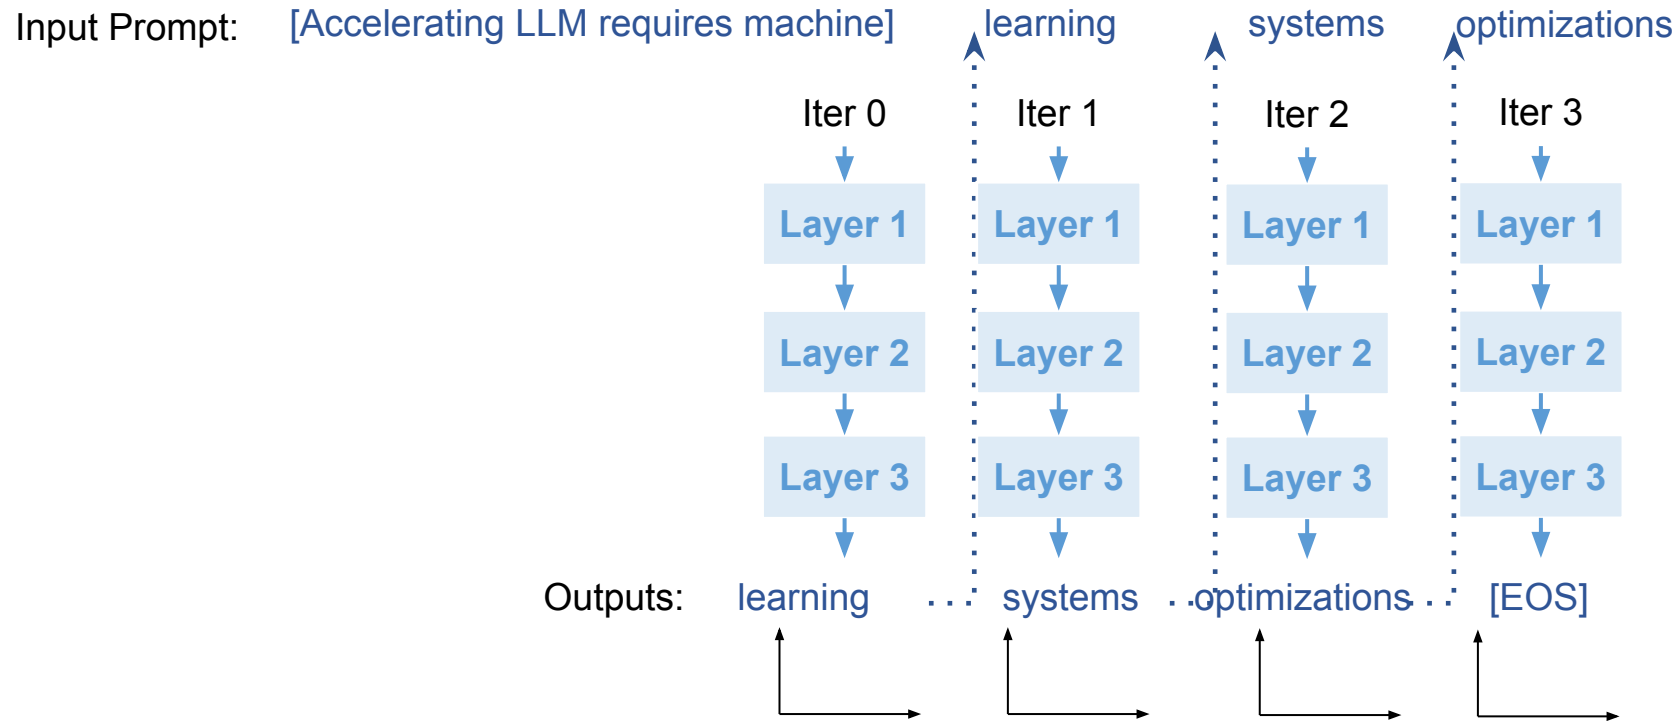 Input Prompt: [Accelerating LLM requires machine] learning systems optimizations
Iter 0 Iter 1 Iter 2 Iter 3
Layer 1 Layer 1 Layer 1 Layer 1
Layer 2 Layer 2 Layer 2 Layer 2
Layer 3 Layer 3 Layer 3 Layer 3
Outputs: learning systems optimizations [EOS]